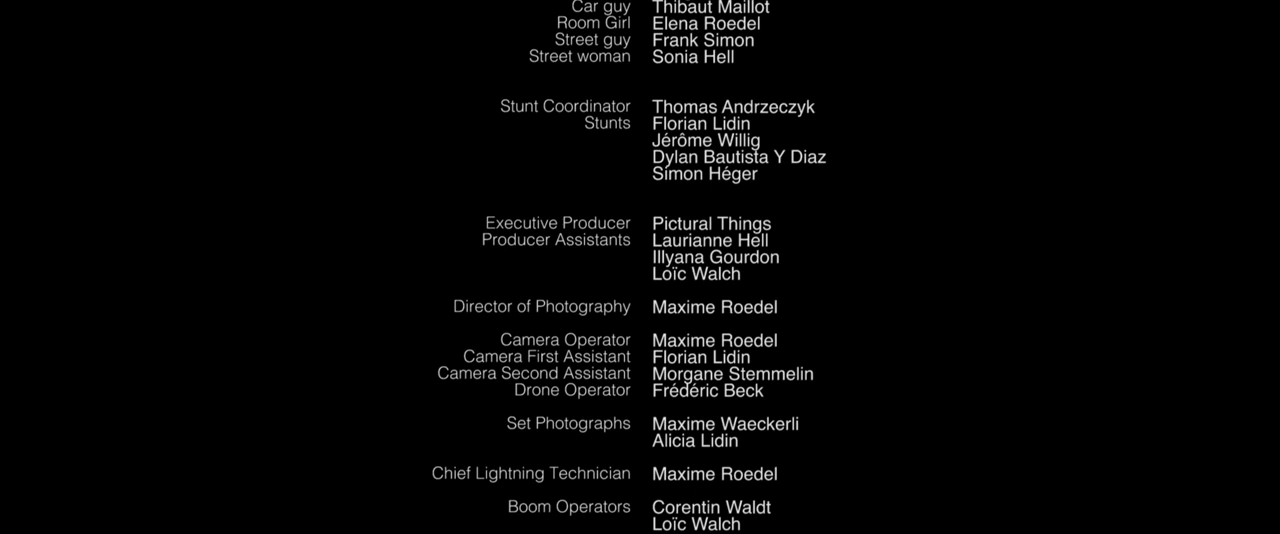 Car guy Thibaut Maillot
Room Girl Elena Roedel
Street guy Frank Simon
Street woman Sonia Hell
Stunt Coordinator Thomas Andrzeczyk
Stunts Florian Lidin
Jérôme Willig
Dylan Bautista Y Diaz
Simon Héger
Executive Producer Pictural Things
Producer Assistants Laurianne Hell
Illyana Gourdon
Loïc Walch
Director of Photography Maxime Roedel
Camera Operator Maxime Roedel
Camera First Assistant Florian Lidin
Camera Second Assistant Morgane Stemmelin
Drone Operator Frédéric Beck
Set Photographs Maxime Waeckerli
Alicia Lidin
Chief Lightning Technician Maxime Roedel
Boom Operators Corentin Waldt
Loïc Walch